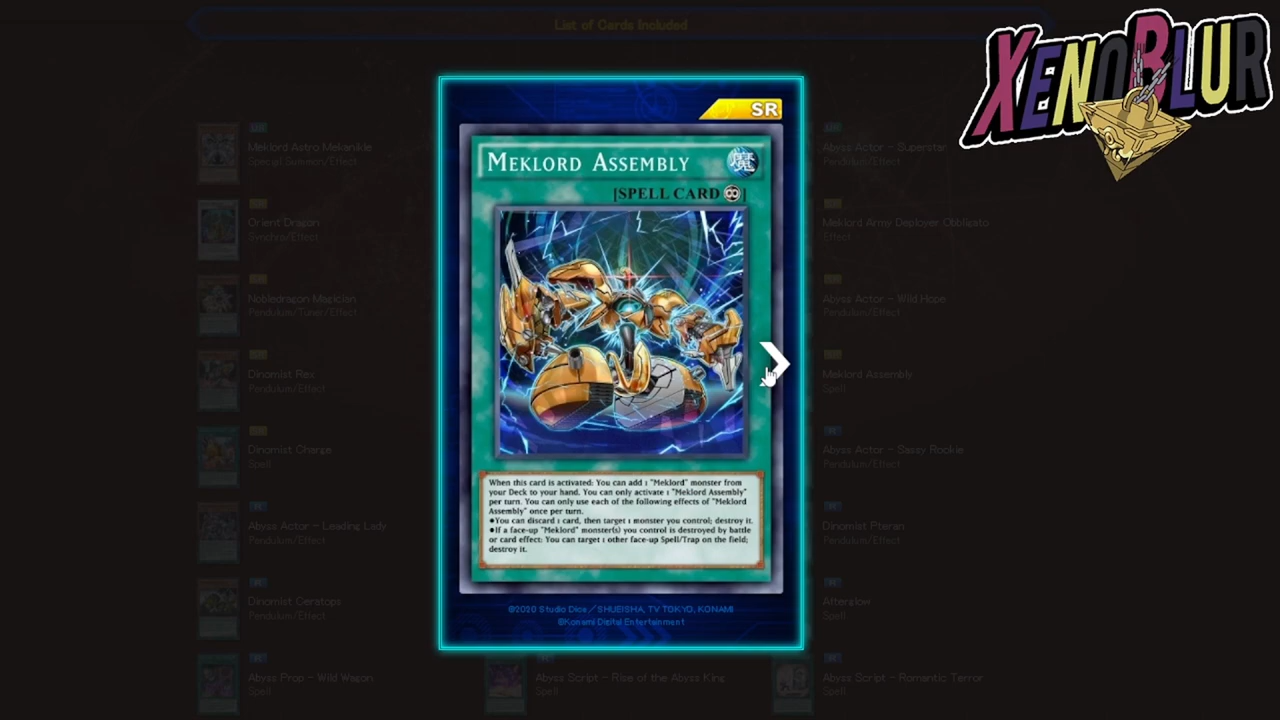 List of Cards Included
XENOBLUR
SR
MEKLORD ASSEMBLY
魔
[SPELL CARD ]
When this card is activated: You can add 1 "Meklord" monster from
your Deck to your hand. You can only activate 1 "Meklord Assembly"
per turn. You can only use each of the following effects of "Meklord
Assembly" once per turn.
●You can discard 1 card, then target 1 monster you control; destroy it.
●If a face-up "Meklord" monster(s) you control is destroyed by battle
or card effect: You can target 1 other face-up Spell/Trap on the field;
destroy it.
©2020 Studio Dice／SHUEISHA, TV TOKYO, KONAMI
©Konami Digital Entertainment
Meklord Astro Mekanikle
Special Summon/Effect
Abyss Actor - Superstar
Pendulum/Effect
Orient Dragon
Synchro/Effect
Meklord Army Deployer Obbligato
Effect
Nobledragon Magician
Pendulum/Tuner/Effect
Abyss Actor - Wild Hope
Pendulum/Effect
Dinomist Rex
Pendulum/Effect
Meklord Assembly
Spell
Dinomist Charge
Spell
Abyss Actor - Sassy Rookie
Pendulum/Effect
Abyss Actor - Leading Lady
Pendulum/Effect
Dinomist Pteran
Pendulum/Effect
Dinomist Ceratops
Pendulum/Effect
Afterglow
Spell
Abyss Prop - Wild Wagon
Spell
Abyss Script - Rise of the Abyss King
Spell
Abyss Script - Romantic Terror
Spell